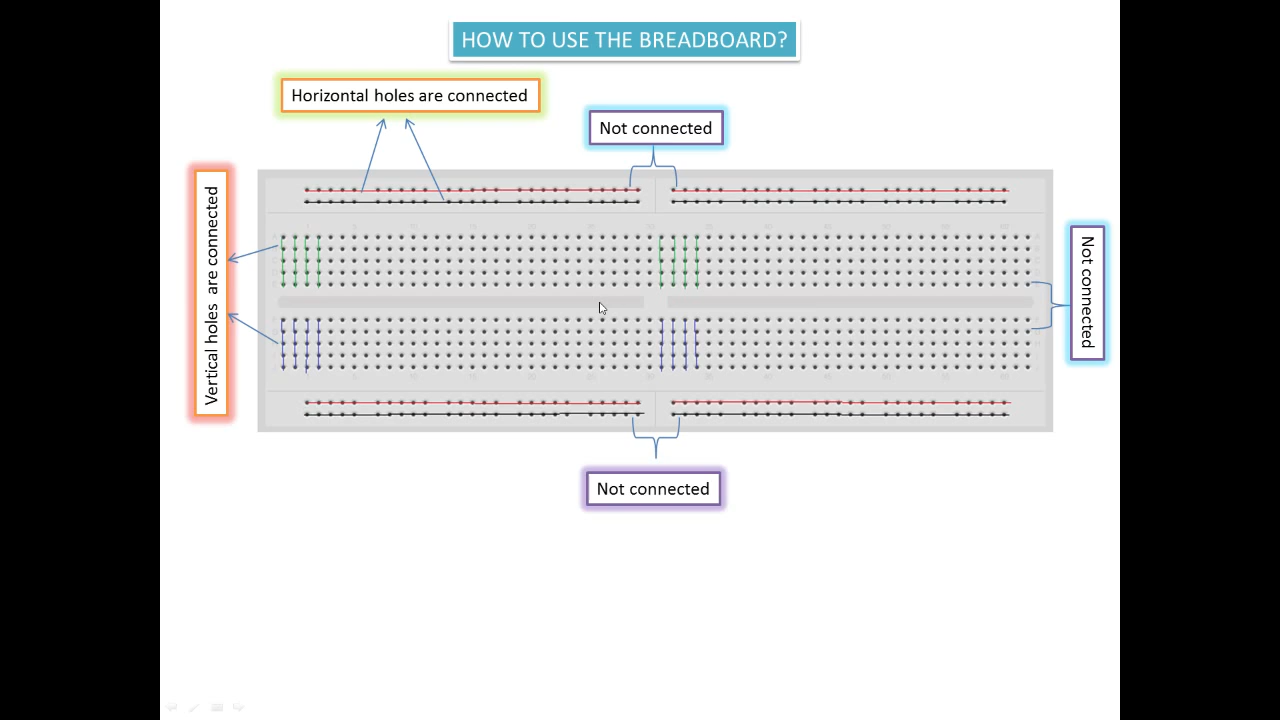 HOW TO USE THE BREADBOARD?
Horizontal holes are connected
Not connected
Vertical holes are connected
Not connected
Not connected